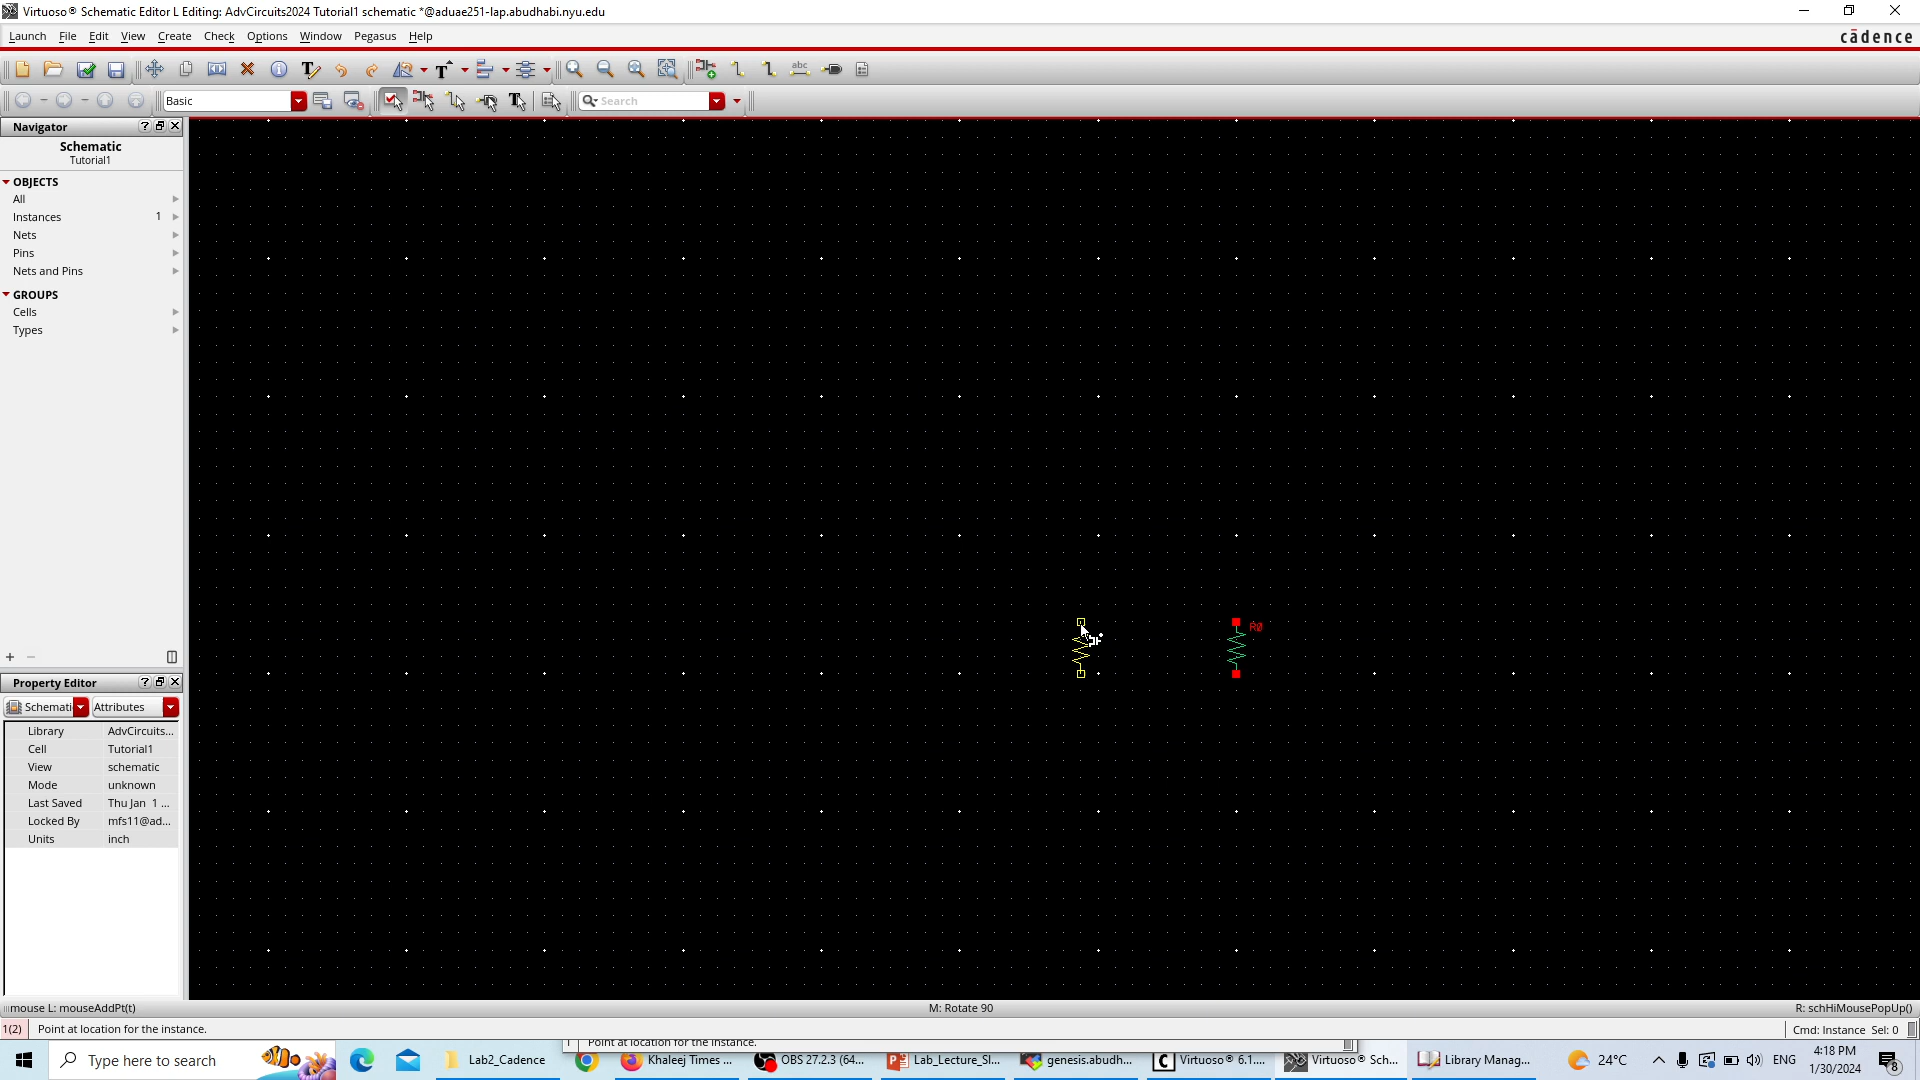 Virtuoso® Schematic Editor L Editing: AdvCircuits2024 Tutorial1 schematic *@aduae251-lap.abudhabi.nyu.edu
Launch File Edit View Create Check Options Window Pegasus Help
cādence
abc
Basic
Search
Navigator
Schematic
Tutorial1
OBJECTS
All
Instances 1
Nets
Pins
Nets and Pins
GROUPS
Cells
Types
R0
Property Editor
Schemati Attributes
Library AdvCircuits...
Cell Tutorial1
View schematic
Mode unknown
Last Saved Thu Jan 1 ...
Locked By mfs11@ad...
Units inch
mouse L: mouseAddPt(t) M: Rotate 90 R: schHiMousePopUp()
1(2) Point at location for the instance. Cmd: Instance Sel: 0
Point at location for the instance.
Type here to search
Lab2_Cadence
Khaleej Times ...
OBS 27.2.3 (64...
Lab_Lecture_Sl...
genesis.abudh...
Virtuoso® 6.1....
Virtuoso® Sch...
Library Manag...
24°C
ENG
4:18 PM
1/30/2024
8